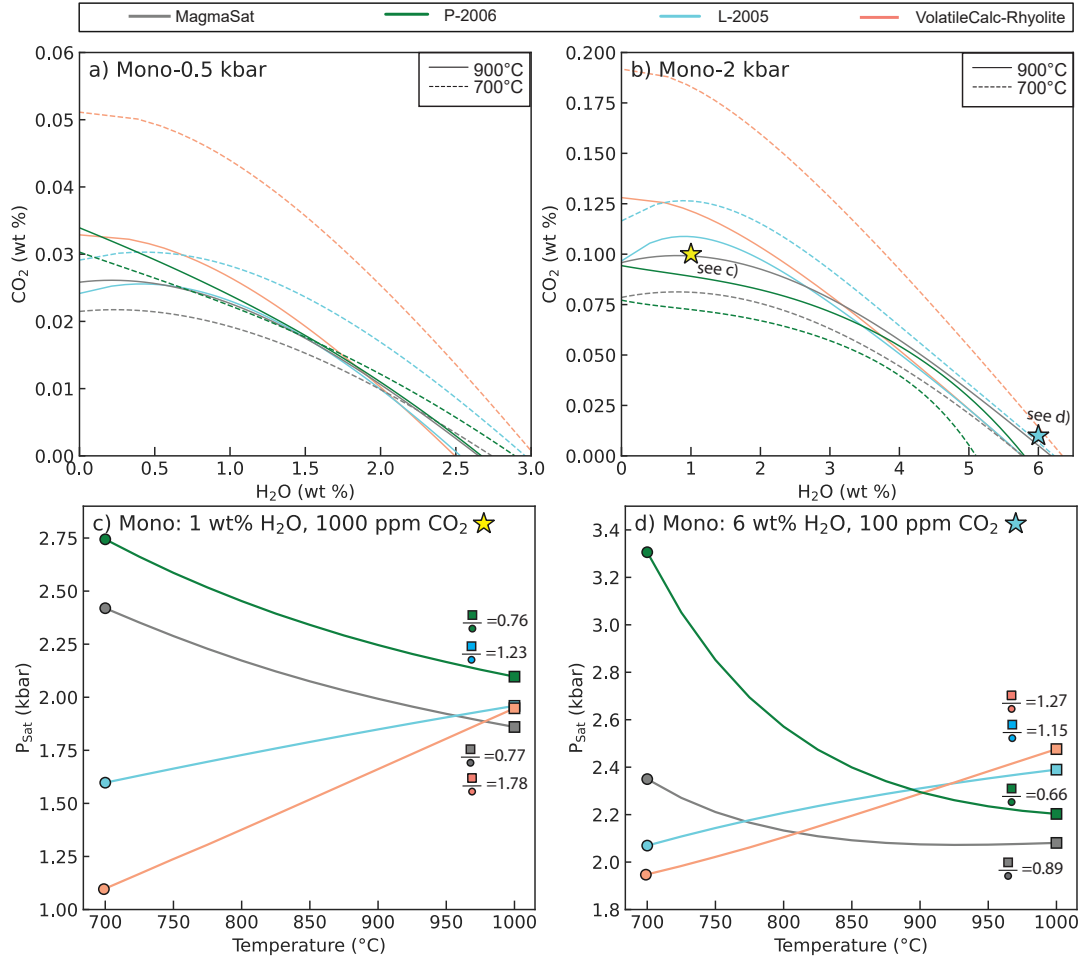 MagmaSat P-2006 L-2005 VolatileCalc-Rhyolite
a) Mono-0.5 kbar
900°C
700°C
0.06
0.05
0.04
0.03
0.02
0.01
0.00
CO₂ (wt %)
0.0 0.5 1.0 1.5 2.0 2.5 3.0
H₂O (wt %)
b) Mono-2 kbar
900°C
700°C
0.200
0.175
0.150
0.125
0.100
0.075
0.050
0.025
0.000
CO₂ (wt %)
see c)
see d)
0 1 2 3 4 5 6
H₂O (wt %)
c) Mono: 1 wt% H₂O, 1000 ppm CO₂
2.75
2.50
2.25
2.00
1.75
1.50
1.25
1.00
P_Sat (kbar)
=0.76
=1.23
=0.77
=1.78
700 750 800 850 900 950 1000
Temperature (°C)
d) Mono: 6 wt% H₂O, 100 ppm CO₂
3.4
3.2
3.0
2.8
2.6
2.4
2.2
2.0
1.8
P_Sat (kbar)
=1.27
=1.15
=0.66
=0.89
700 750 800 850 900 950 1000
Temperature (°C)